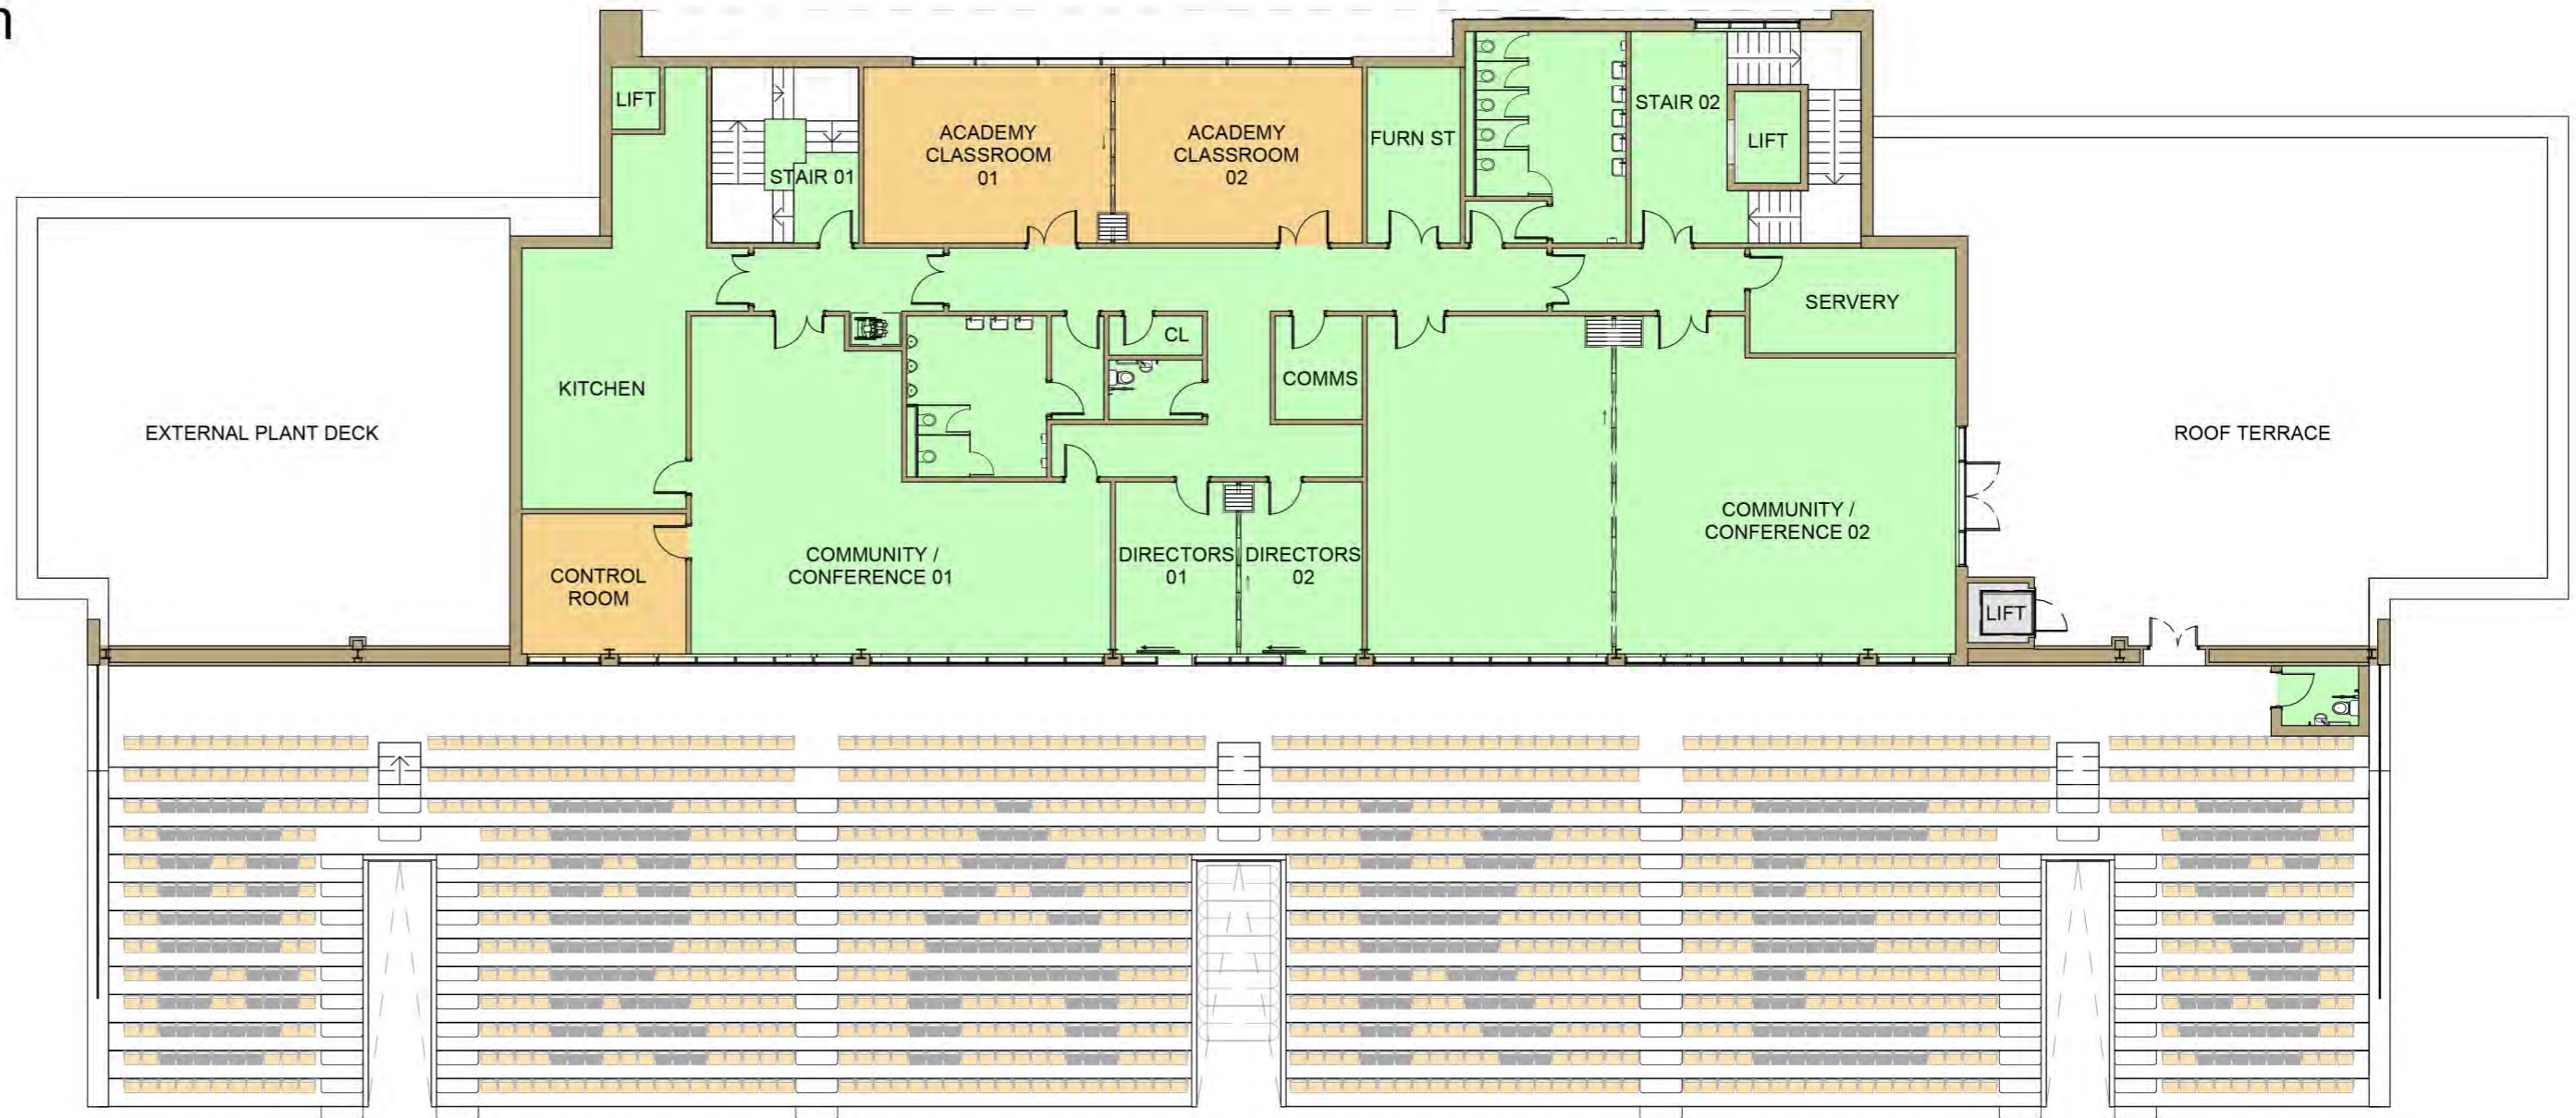 LIFT
ACADEMY
CLASSROOM
01
ACADEMY
CLASSROOM
02
FURN ST
STAIR 01
STAIR 02
LIFT
SERVERY
CL
COMMS
KITCHEN
EXTERNAL PLANT DECK
ROOF TERRACE
CONTROL
ROOM
COMMUNITY /
CONFERENCE 01
DIRECTORS
01
DIRECTORS
02
COMMUNITY /
CONFERENCE 02
LIFT